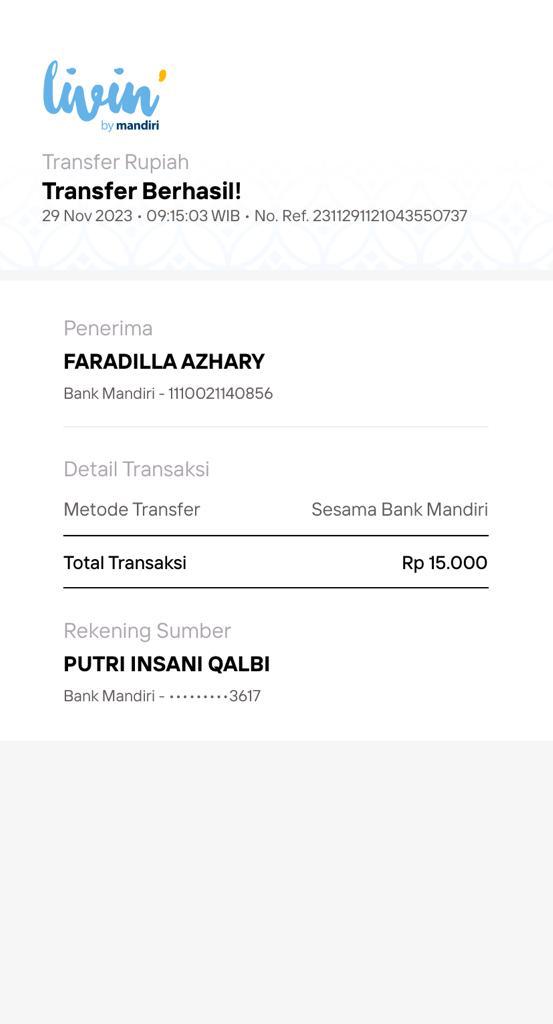 livin'
by mandiri
Transfer Rupiah
Transfer Berhasil!
29 Nov 2023 • 09:15:03 WIB • No. Ref. 2311291121043550737
Penerima
FARADILLA AZHARY
Bank Mandiri - 1110021140856
Detail Transaksi
Metode Transfer Sesama Bank Mandiri
Total Transaksi Rp 15.000
Rekening Sumber
PUTRI INSANI QALBI
Bank Mandiri - •••••••••3617